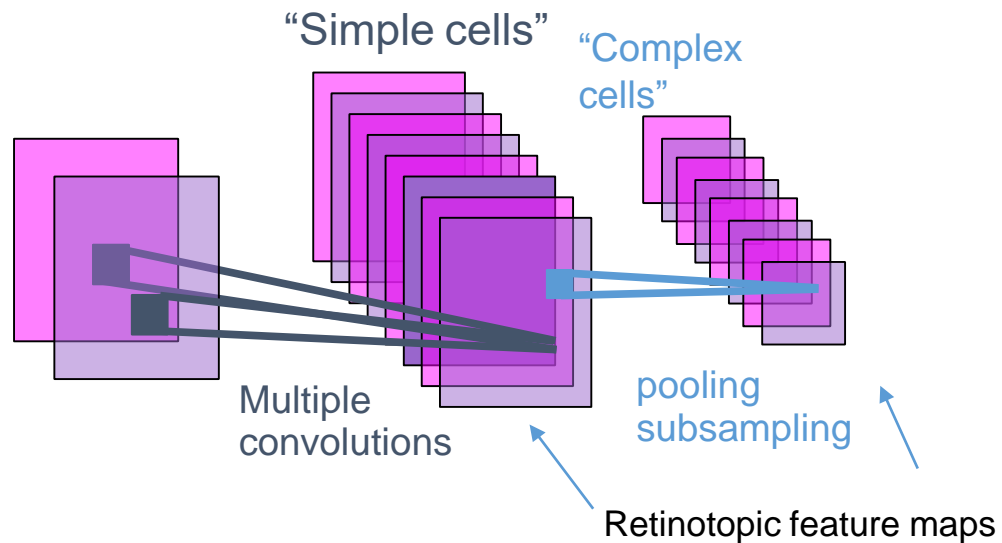 “Simple cells”
“Complex
cells”
Multiple
convolutions
pooling
subsampling
Retinotopic feature maps